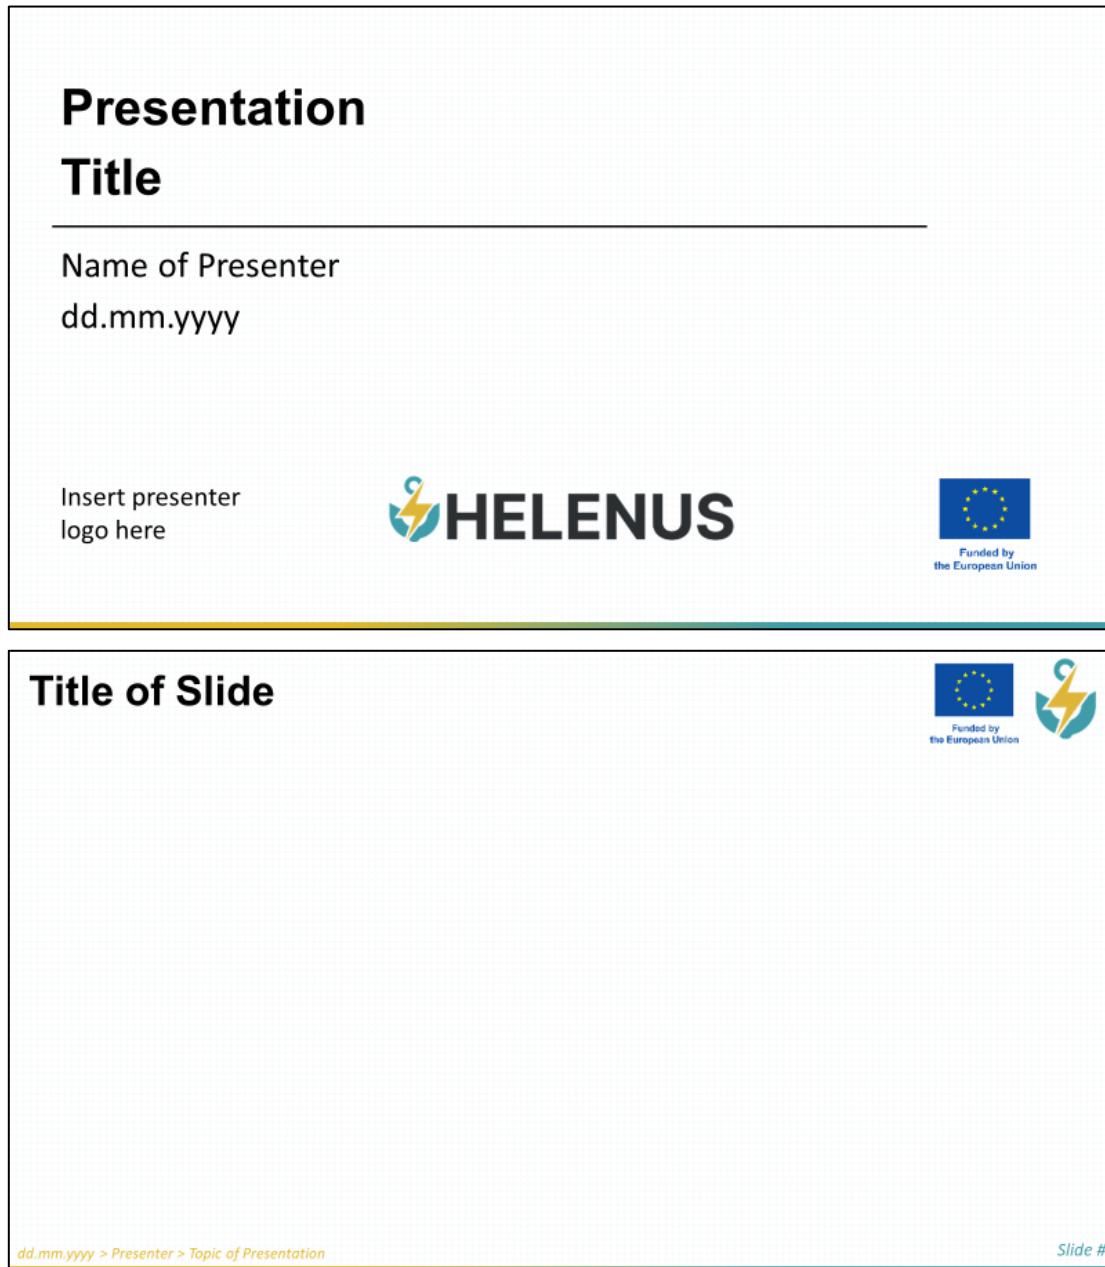 Presentation
Title
Name of Presenter
dd.mm.yyyy
Insert presenter
logo here
HELENUS
Funded by
the European Union
Title of Slide
Funded by
the European Union
dd.mm.yyyy > Presenter > Topic of Presentation
Slide #